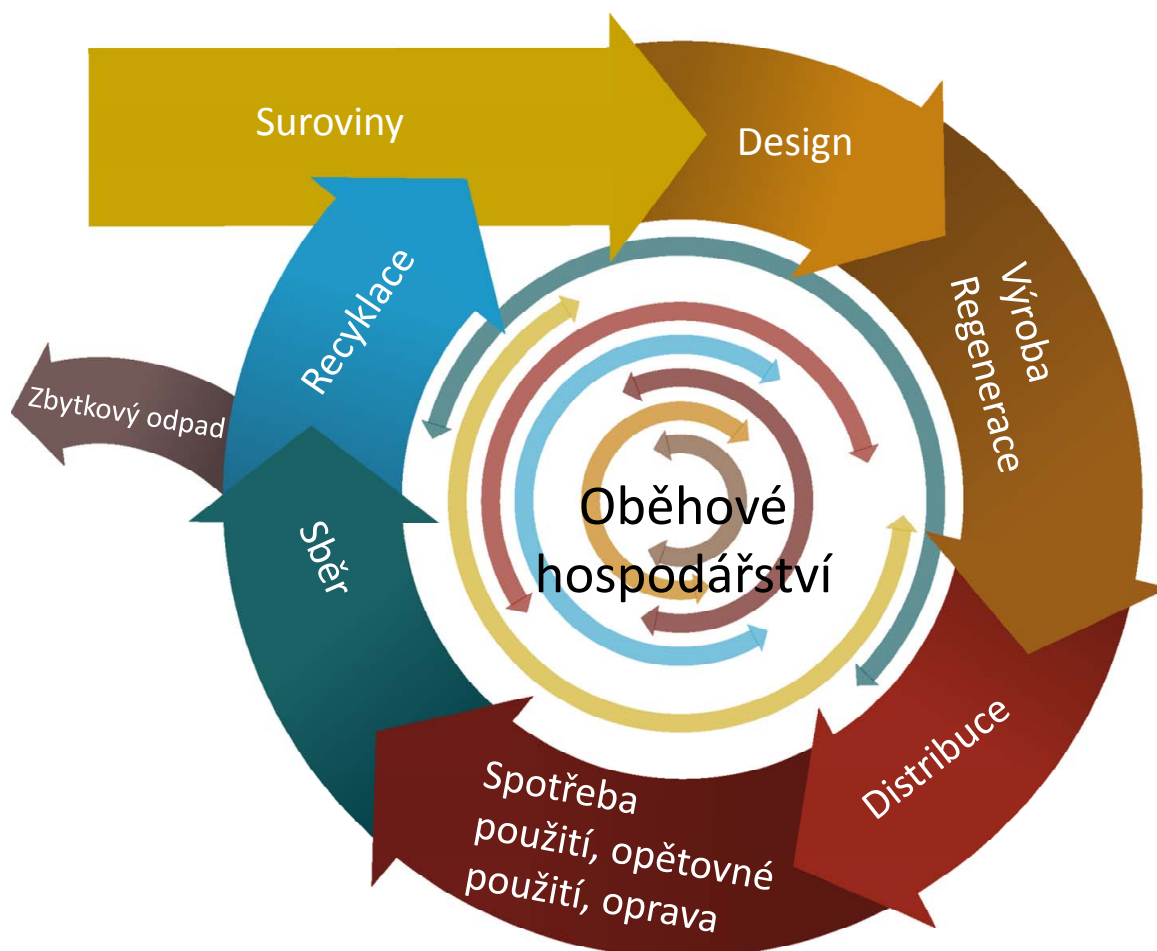 Suroviny
Design
Výroba
Regenerace
Distribuce
Spotřeba
použití, opětovné
použití, oprava
Sběr
Recyklace
Zbytkový odpad
Oběhové
hospodářství